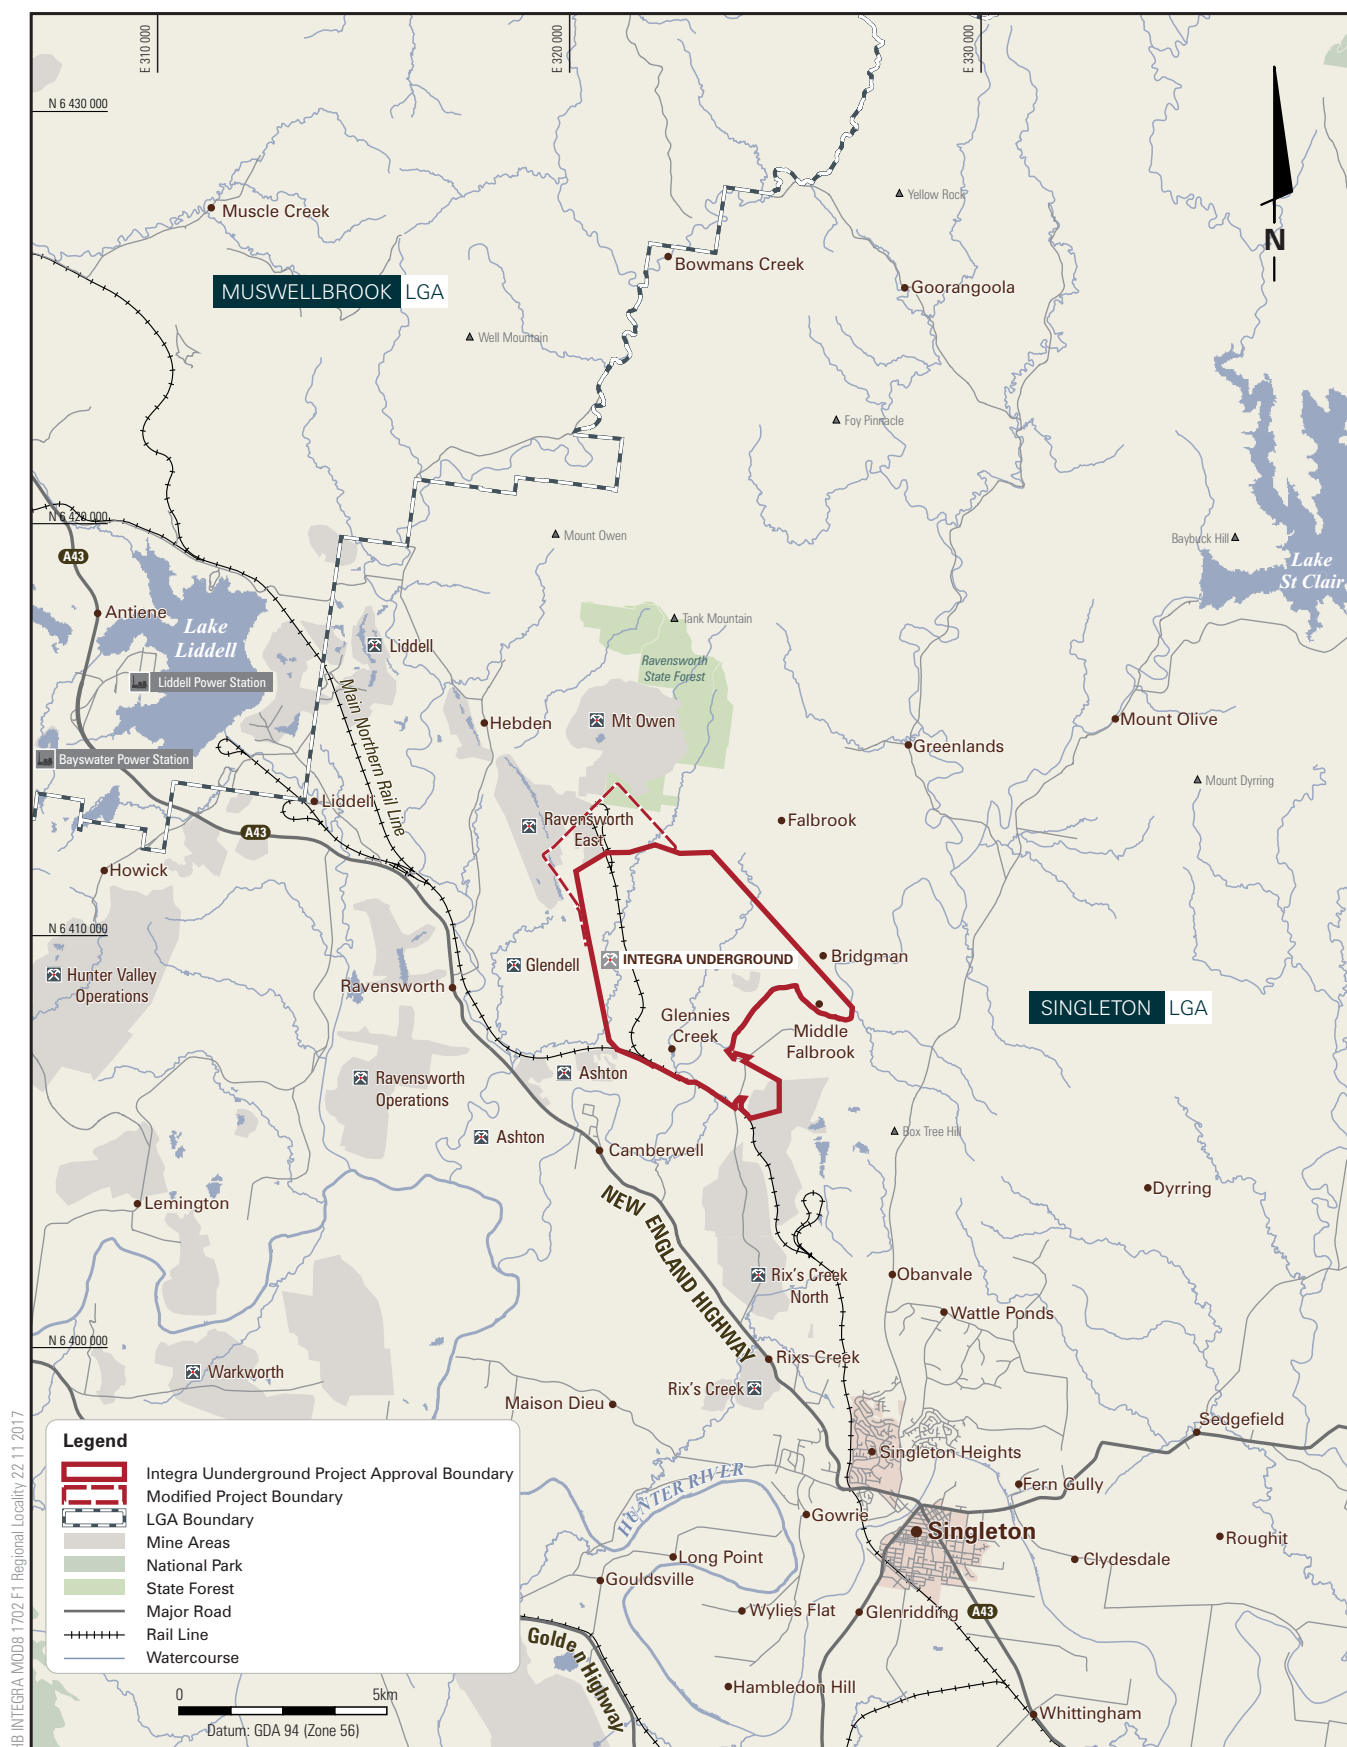 E 310 000
E 320 000
E 330 000
N 6 430 000
Yellow Rock
Muscle Creek
N
Bowmans Creek
MUSWELLBROOK LGA
Goorangoola
Well Mountain
Foy Pinnacle
N 6 420 000
Mount Owen
Baybuck Hill
A43
Lake
St Clair
Antiene
Tank Mountain
Lake
Liddell
Liddell
Ravensworth
State Forest
Liddell Power Station
Main Northern Rail Line
Hebden
Mt Owen
Mount Olive
Greenlands
Bayswater Power Station
Mount Dyrring
Liddell
Ravensworth
East
Falbrook
A43
Howick
N 6 410 000
INTEGRA UNDERGROUND
Bridgman
Glendell
Hunter Valley
Operations
Ravensworth
SINGLETON LGA
Glennies
Creek
Middle
Falbrook
Ashton
Ravensworth
Operations
Ashton
Box Tree Hill
Camberwell
Dyrring
Lemington
NEW ENGLAND HIGHWAY
Rix's Creek
North
Obanvale
Wattle Ponds
N 6 400 000
Rixs Creek
Warkworth
Rix's Creek
Maison Dieu
Sedgefield
Singleton Heights
HUNTER RIVER
Fern Gully
Gowrie
Singleton
Roughit
Long Point
Clydesdale
Gouldsville
Wylies Flat
Glenridding
A43
Golden Highway
Hambledon Hill
Whittingham
Legend
Integra Uunderground Project Approval Boundary
Modified Project Boundary
LGA Boundary
Mine Areas
National Park
State Forest
Major Road
Rail Line
Watercourse
0 5km
Datum: GDA 94 (Zone 56)
HB INTEGRA MOD8 1702 F1 Regional Locality 22 11 2017